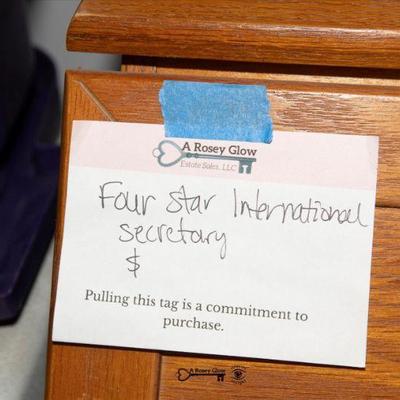 A Rosey Glow
Estate Sales, LLC
Four Star International
secretary
$
Pulling this tag is a commitment to
purchase.
A Rosey Glow